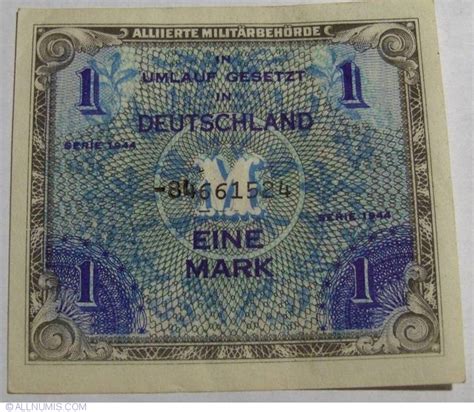 ALLIIERTE MILITÄRBEHÖRDE
IN
1 UMLAUF GESETZT 1
IN
DEUTSCHLAND
SERIE 1944
M
-84661524
SERIE 1944
EINE
1 MARK 1
© ALLNUMIS.COM